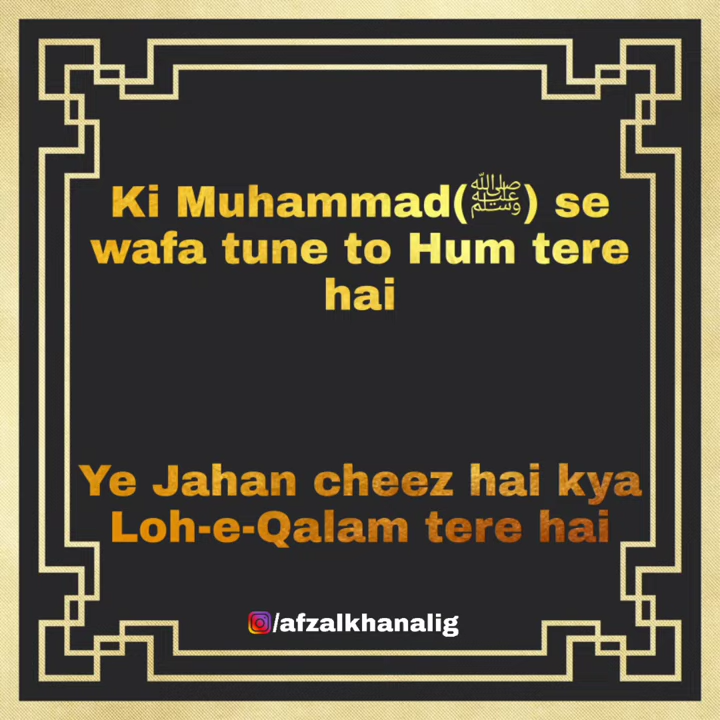 Ki Muhammad(ﷺ) se
wafa tune to Hum tere
hai
Ye Jahan cheez hai kya
Loh-e-Qalam tere hai
/afzalkhanalig